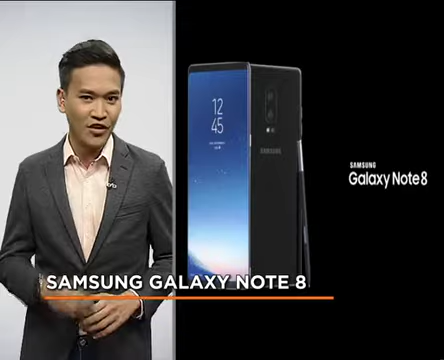 12
45
SAMSUNG
SAMSUNG
Galaxy Note8
SAMSUNG GALAXY NOTE 8